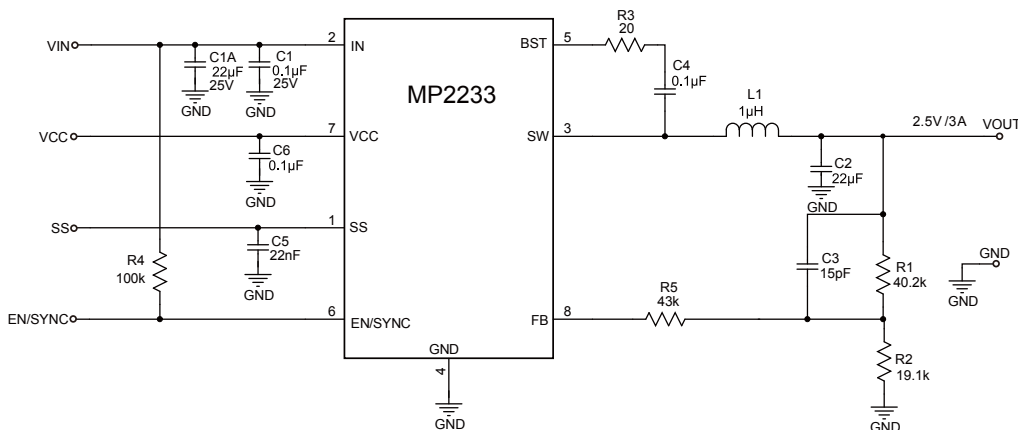 VIN
C1A
22µF
25V
GND
C1
0.1µF
25V
GND
2
IN
MP2233
BST
5
R3
20
C4
0.1µF
VCC
C6
0.1µF
GND
7
VCC
SW
3
L1
1µH
2.5V/3A
VOUT
C2
22µF
GND
SS
C5
22nF
GND
1
SS
R4
100k
C3
15pF
R1
40.2k
GND
GND
EN/SYNC
6
EN/SYNC
FB
8
R5
43k
GND
4
GND
R2
19.1k
GND